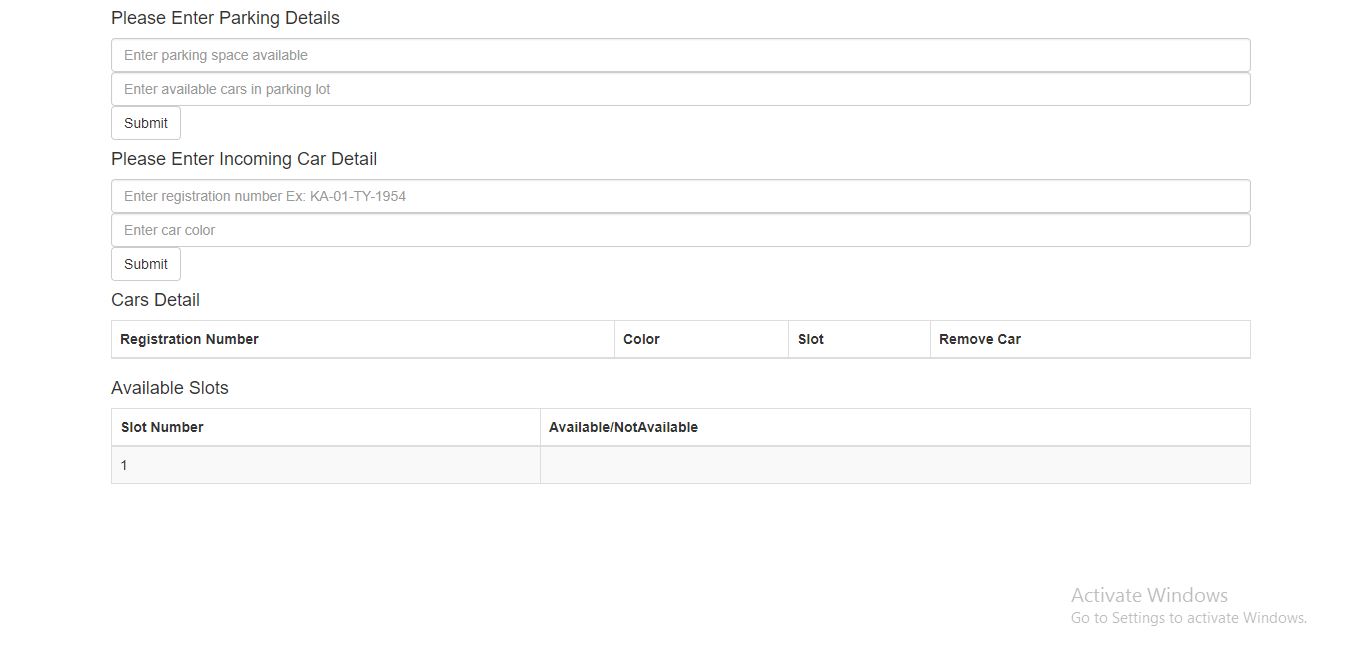 Please Enter Parking Details
Enter parking space available
Enter available cars in parking lot
Submit
Please Enter Incoming Car Detail
Enter registration number Ex: KA-01-TY-1954
Enter car color
Submit
Cars Detail
Registration Number Color Slot Remove Car
Available Slots
Slot Number Available/NotAvailable
1
Activate Windows
Go to Settings to activate Windows.